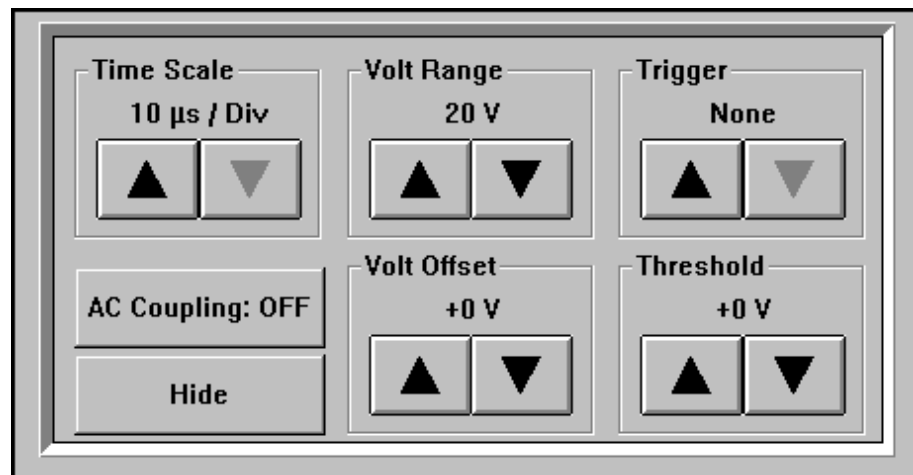 Time Scale
10 µs / Div
Volt Range
20 V
Trigger
None
AC Coupling: OFF
Hide
Volt Offset
+0 V
Threshold
+0 V